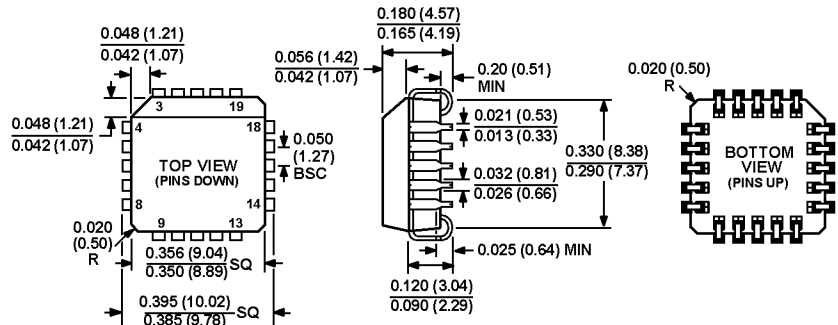 0.048 (1.21)
0.042 (1.07)
0.180 (4.57)
0.165 (4.19)
0.056 (1.42)
0.042 (1.07)
0.20 (0.51)
MIN
0.020 (0.50)
R
3
19
0.048 (1.21)
0.042 (1.07)
4
18
0.050
(1.27)
BSC
TOP VIEW
(PINS DOWN)
0.021 (0.53)
0.013 (0.33)
0.032 (0.81)
0.026 (0.66)
0.330 (8.38)
0.290 (7.37)
BOTTOM
VIEW
(PINS UP)
8
14
9
13
0.020
(0.50)
R
0.356 (9.04)
0.350 (8.89)
SQ
0.025 (0.64) MIN
0.120 (3.04)
0.090 (2.29)
0.395 (10.02)
0.385 (9.78)
SQ